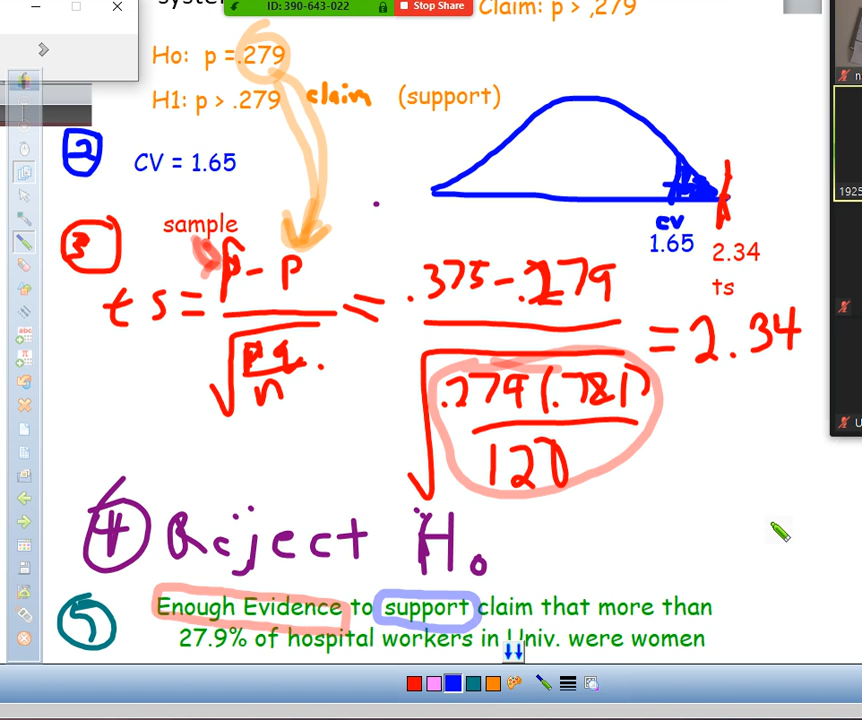 ID: 390-643-022
Stop Share
Claim: p > ,279
Ho: p = .279
H1: p > .279 claim (support)
2 CV = 1.65
cv
1.65
2.34
ts
sample
3
ts = p̂ - p / √pq/n = .375 - .279 / √.279(.781)/120 = 2.34
4 Reject Ho
5 Enough Evidence to support claim that more than
27.9% of hospital workers in Univ. were women